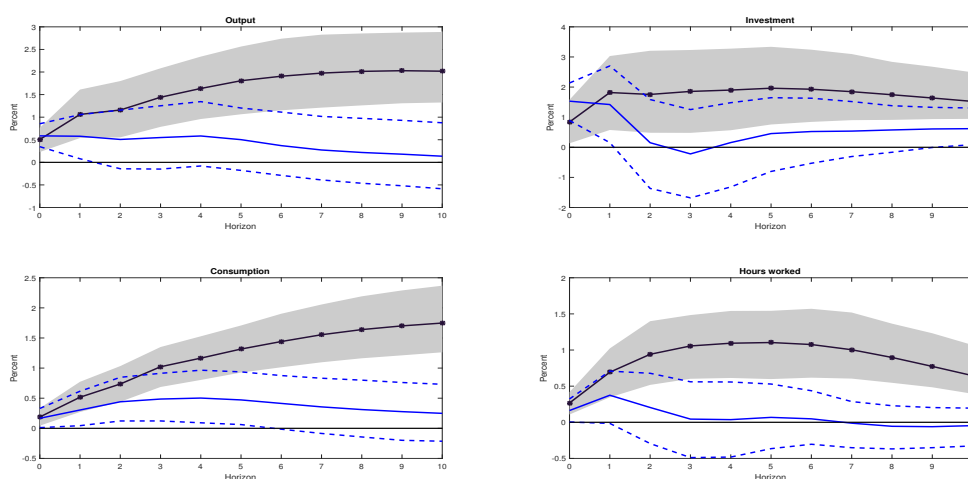 Output
3
2.5
2
1.5
1
0.5
0
-0.5
-1
Percent
0 1 2 3 4 5 6 7 8 9 10
Horizon
Investment
4
3
2
1
0
-1
-2
Percent
0 1 2 3 4 5 6 7 8 9
Horizon
Consumption
2.5
2
1.5
1
0.5
0
-0.5
Percent
0 1 2 3 4 5 6 7 8 9 10
Horizon
Hours worked
2
1.5
1
0.5
0
-0.5
Percent
0 1 2 3 4 5 6 7 8 9
Horizon